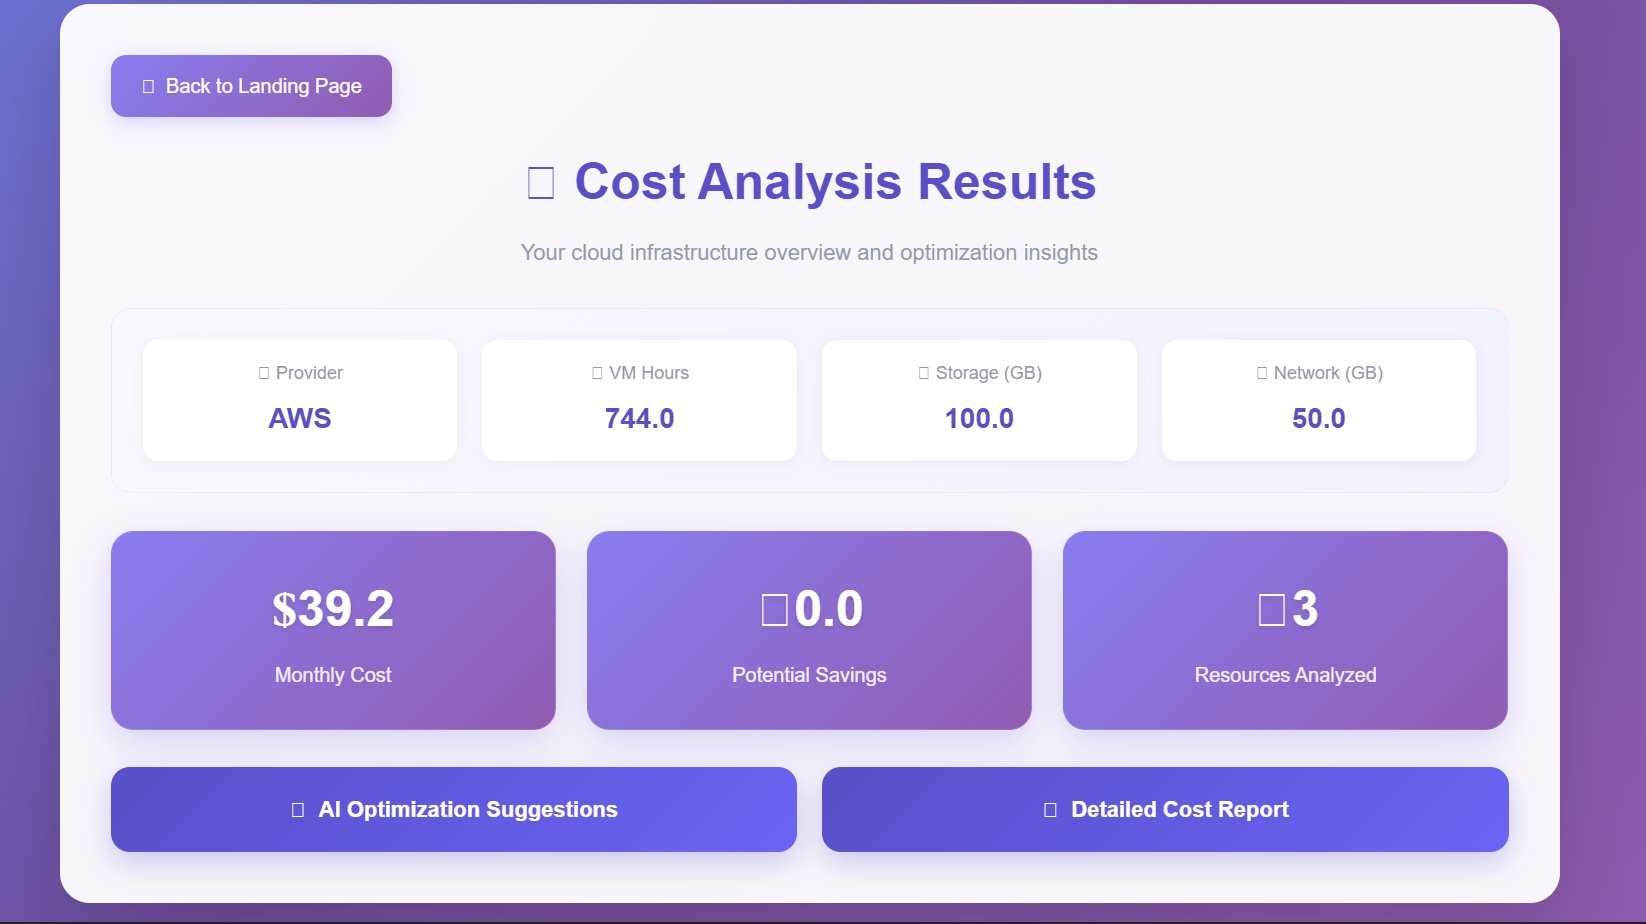 Back to Landing Page
Cost Analysis Results
Your cloud infrastructure overview and optimization insights
Provider
AWS
VM Hours
744.0
Storage (GB)
100.0
Network (GB)
50.0
$39.2
Monthly Cost
0.0
Potential Savings
3
Resources Analyzed
AI Optimization Suggestions
Detailed Cost Report